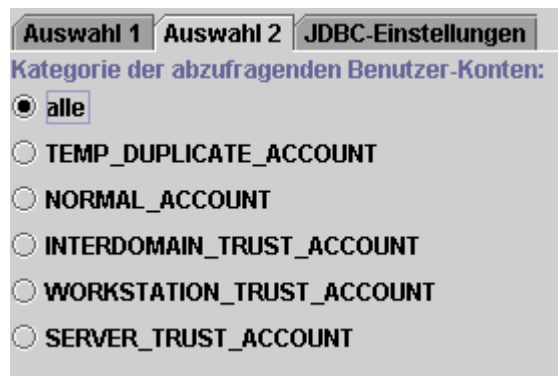 Auswahl 1 Auswahl 2 JDBC-Einstellungen
Kategorie der abzufragenden Benutzer-Konten:
alle
TEMP_DUPLICATE_ACCOUNT
NORMAL_ACCOUNT
INTERDOMAIN_TRUST_ACCOUNT
WORKSTATION_TRUST_ACCOUNT
SERVER_TRUST_ACCOUNT